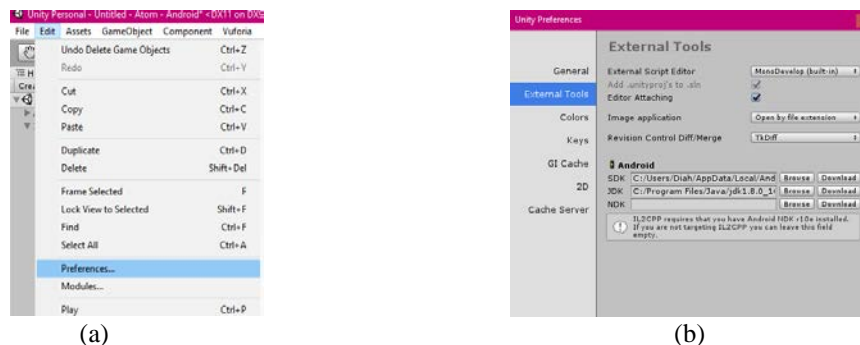 Unity Personal - Untitled - Atom - Android* <DX11 on DX9
File Edit Assets GameObject Component Vuforia
Undo Delete Game Objects Ctrl+Z
Redo Ctrl+Y
Cut Ctrl+X
Copy Ctrl+C
Paste Ctrl+V
Duplicate Ctrl+D
Delete Shift+Del
Frame Selected F
Lock View to Selected Shift+F
Find Ctrl+F
Select All Ctrl+A
Preferences...
Modules...
Play Ctrl+P
(a)
Unity Preferences
External Tools
General
External Tools
Colors
Keys
GI Cache
2D
Cache Server
External Script Editor MonoDevelop (built-in)
Add .unityproj's to .sln
Editor Attaching
Image application Open by file extension
Revision Control Diff/Merge TkDiff
Android
SDK C:/Users/Diah/AppData/Local/And Browse Download
JDK C:/Program Files/Java/jdk1.8.0_1 Browse Download
NDK Browse Download
IL2CPP requires that you have Android NDK r10e installed.
If you are not targeting IL2CPP you can leave this field
empty.
(b)